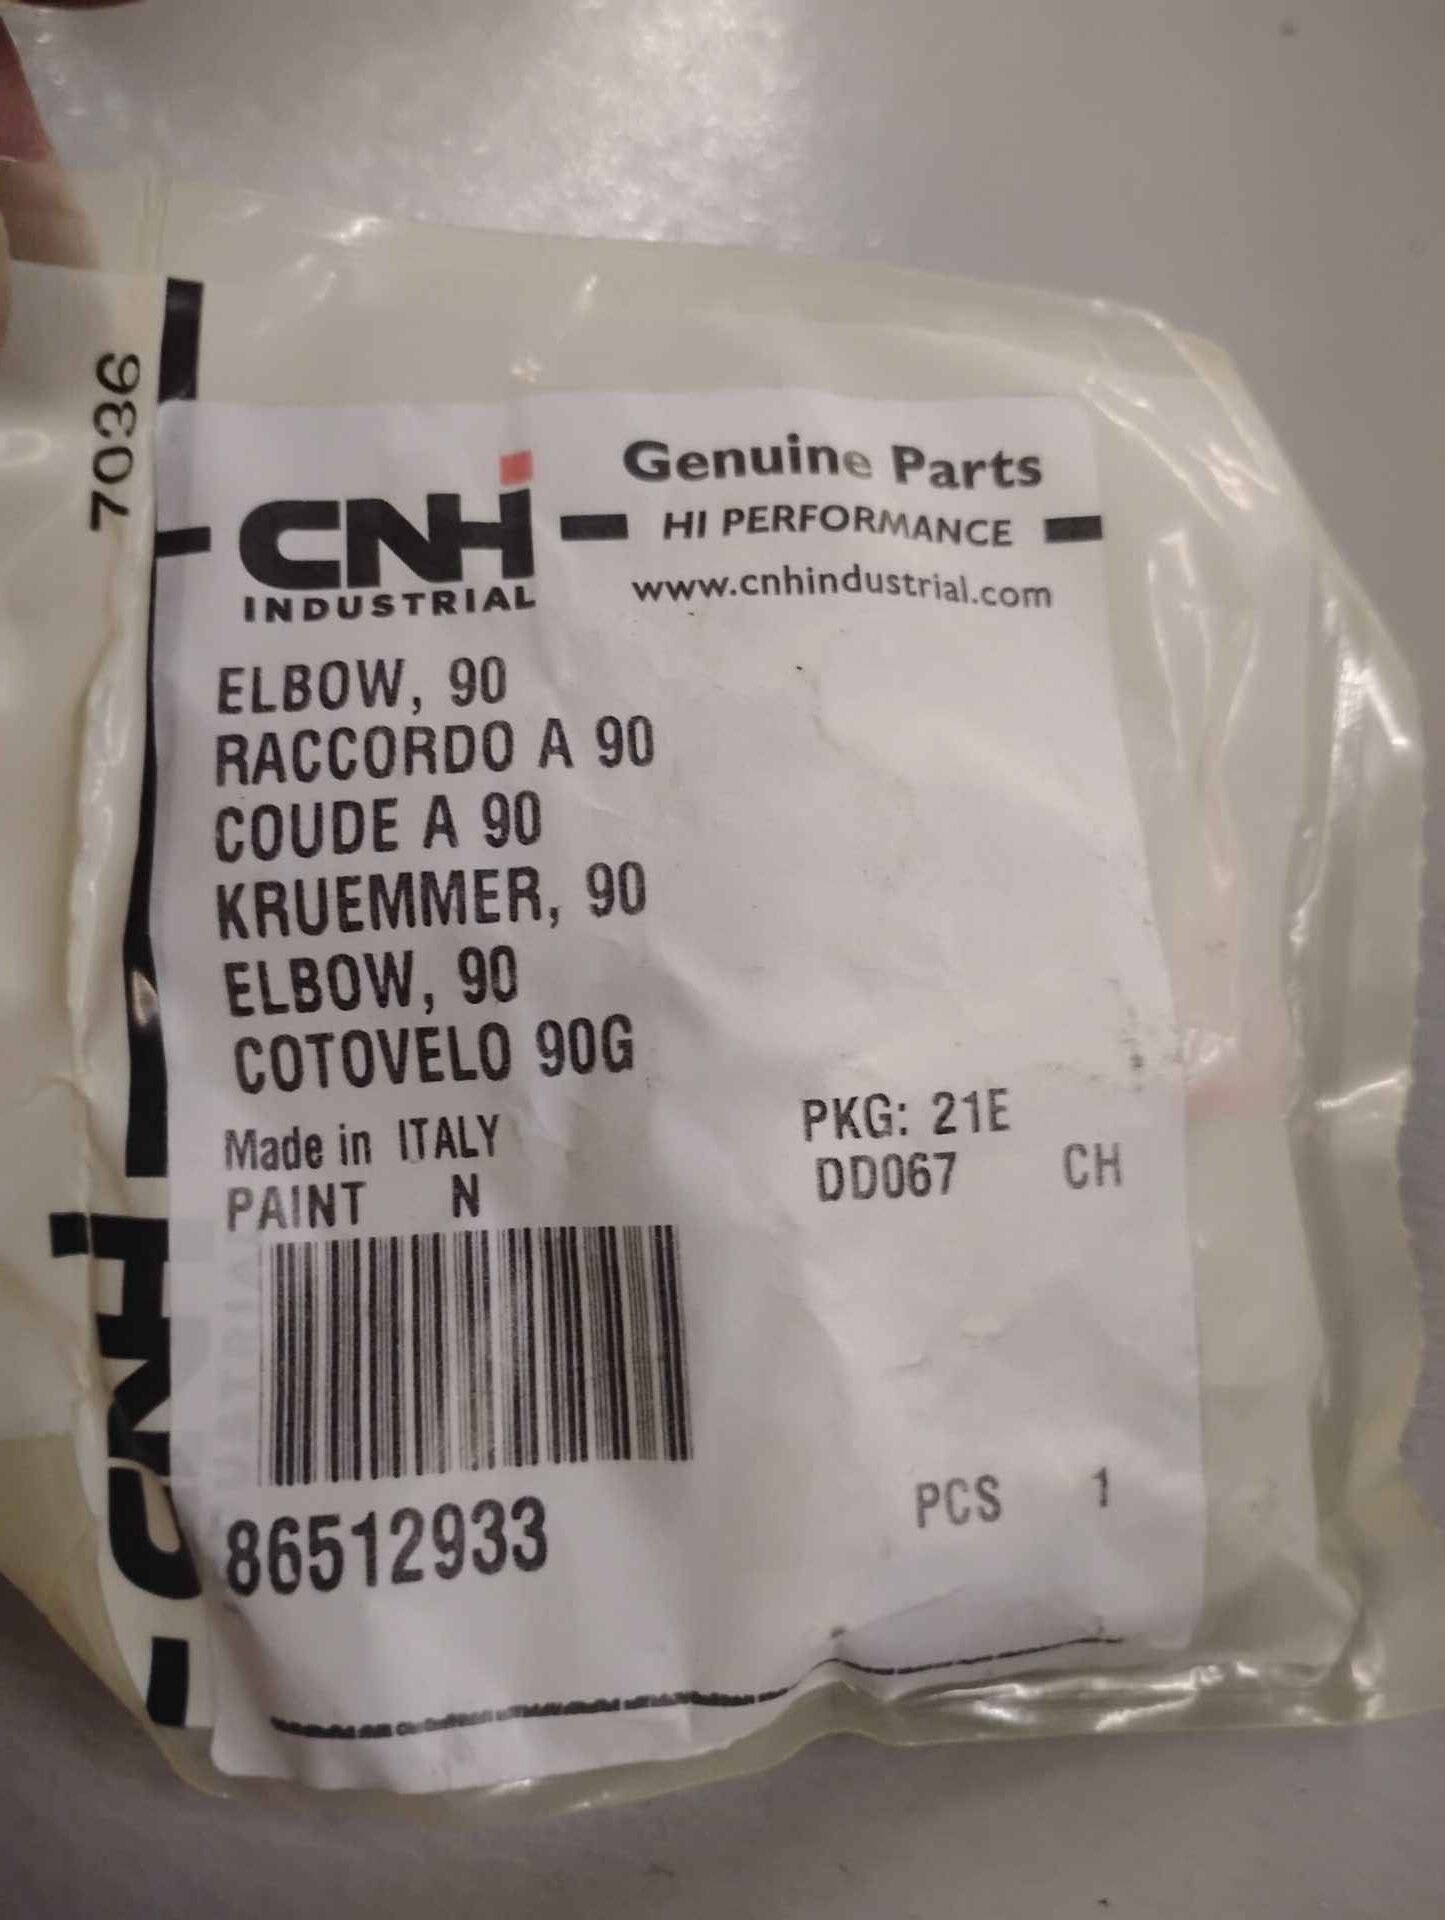 7036
CNH
INDUSTRIAL
Genuine Parts
HI PERFORMANCE
www.cnhindustrial.com
ELBOW, 90
RACCORDO A 90
COUDE A 90
KRUEMMER, 90
ELBOW, 90
COTOVELO 90G
Made in ITALY
PAINT N
PKG: 21E
DD067 CH
86512933
PCS 1
CNH
USTRIAL